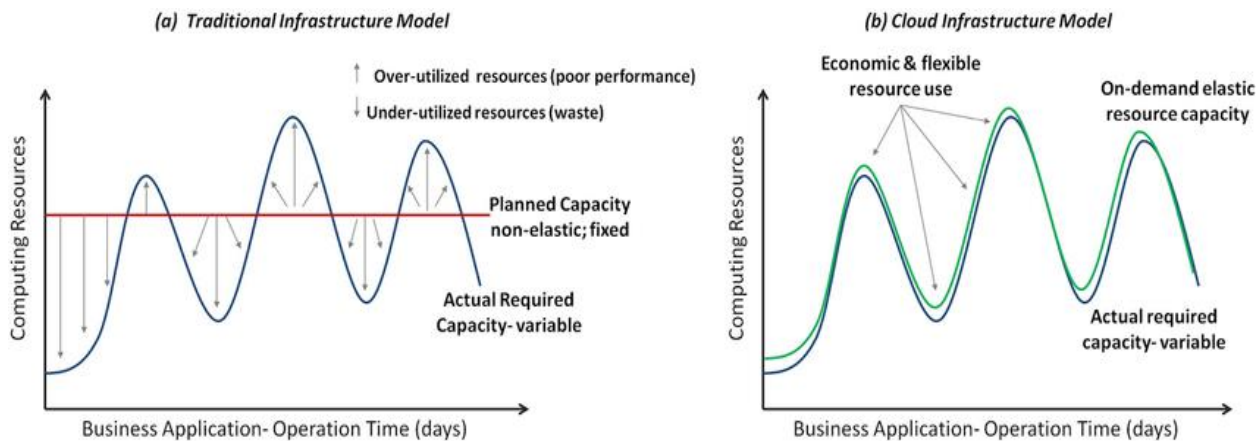 (a) Traditional Infrastructure Model
Over-utilized resources (poor performance)
Under-utilized resources (waste)
Computing Resources
Planned Capacity
non-elastic; fixed
Actual Required
Capacity- variable
Business Application- Operation Time (days)
(b) Cloud Infrastructure Model
Economic & flexible
resource use
On-demand elastic
resource capacity
Computing Resources
Actual required
capacity- variable
Business Application- Operation Time (days)